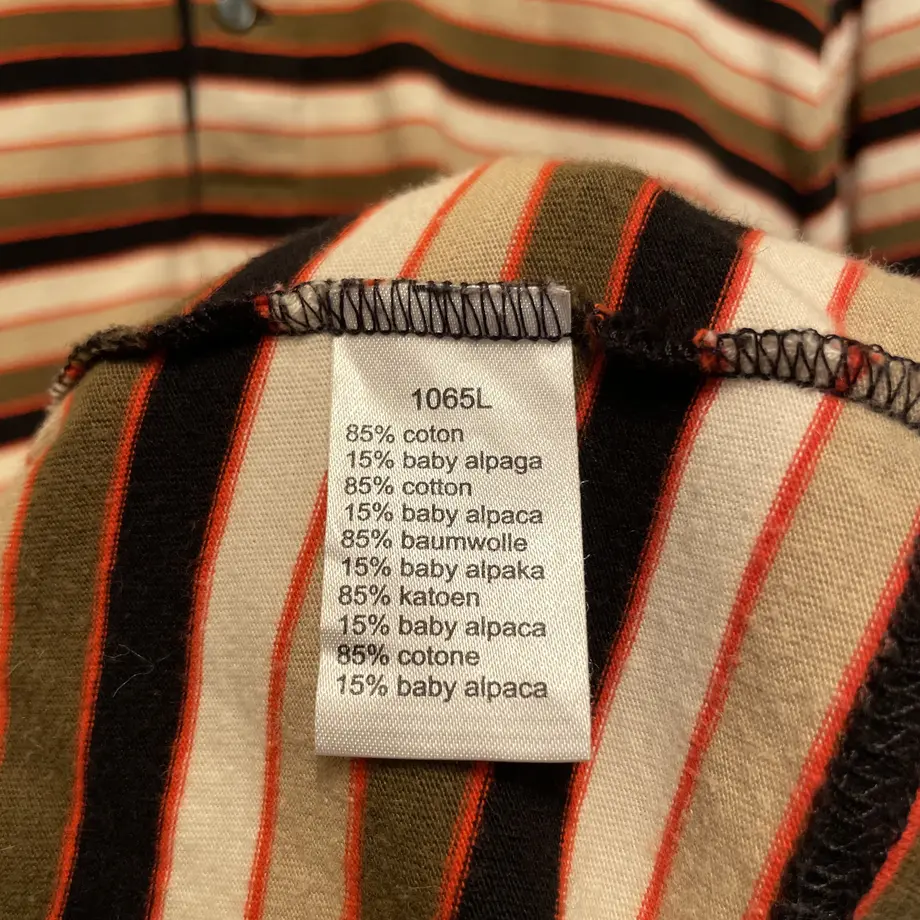 1065L
85% coton
15% baby alpaga
85% cotton
15% baby alpaca
85% baumwolle
15% baby alpaka
85% katoen
15% baby alpaca
85% cotone
15% baby alpaca